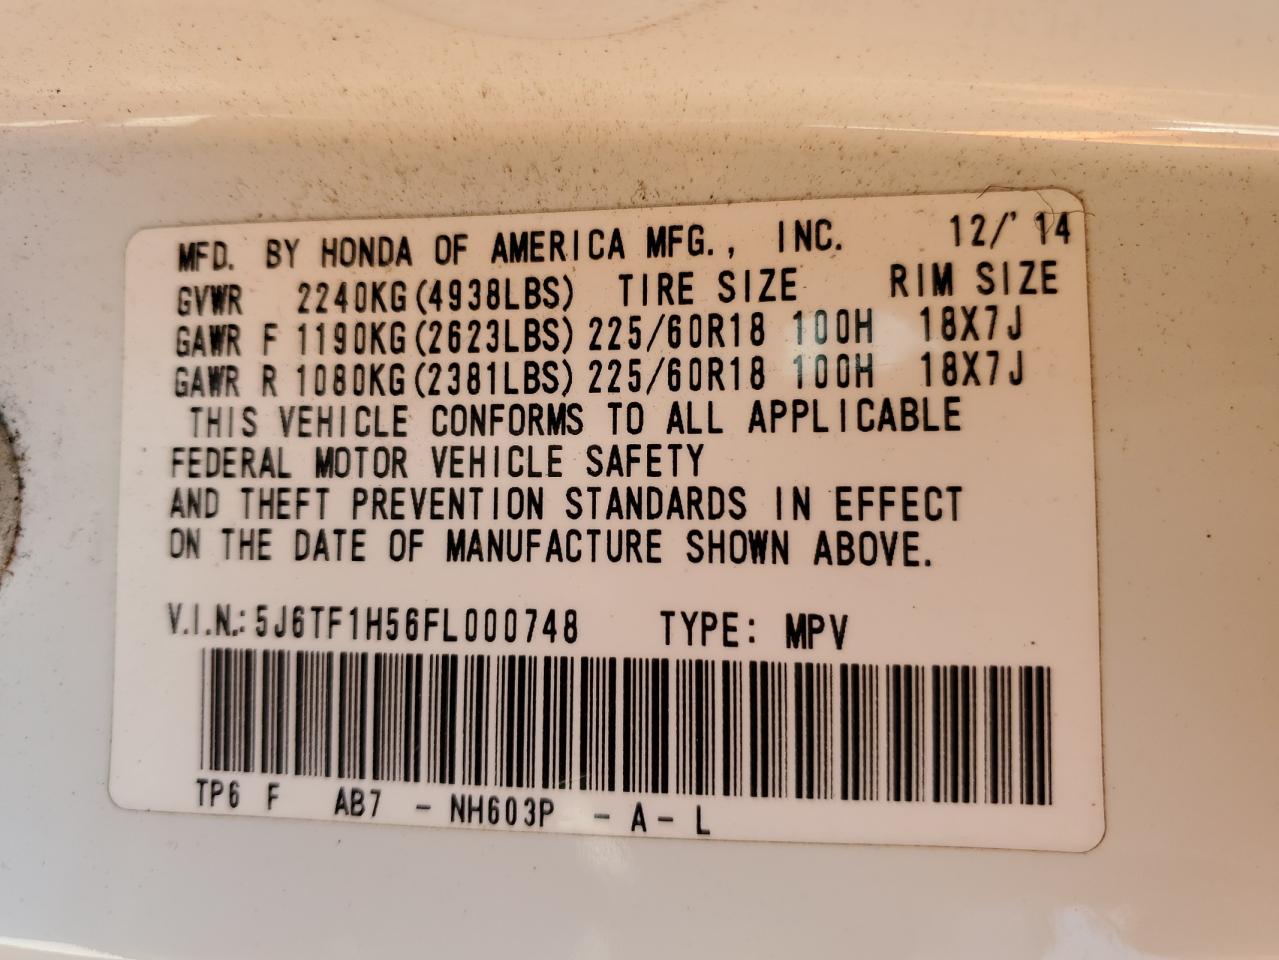 MFD. BY HONDA OF AMERICA MFG., INC. 12/'14
GVWR 2240KG(4938LBS) TIRE SIZE RIM SIZE
GAWR F 1190KG(2623LBS) 225/60R18 100H 18X7J
GAWR R 1080KG(2381LBS) 225/60R18 100H 18X7J
THIS VEHICLE CONFORMS TO ALL APPLICABLE
FEDERAL MOTOR VEHICLE SAFETY
AND THEFT PREVENTION STANDARDS IN EFFECT
ON THE DATE OF MANUFACTURE SHOWN ABOVE.
V.I.N.: 5J6TF1H56FL000748 TYPE: MPV
TP6 F AB7 - NH603P - A - L